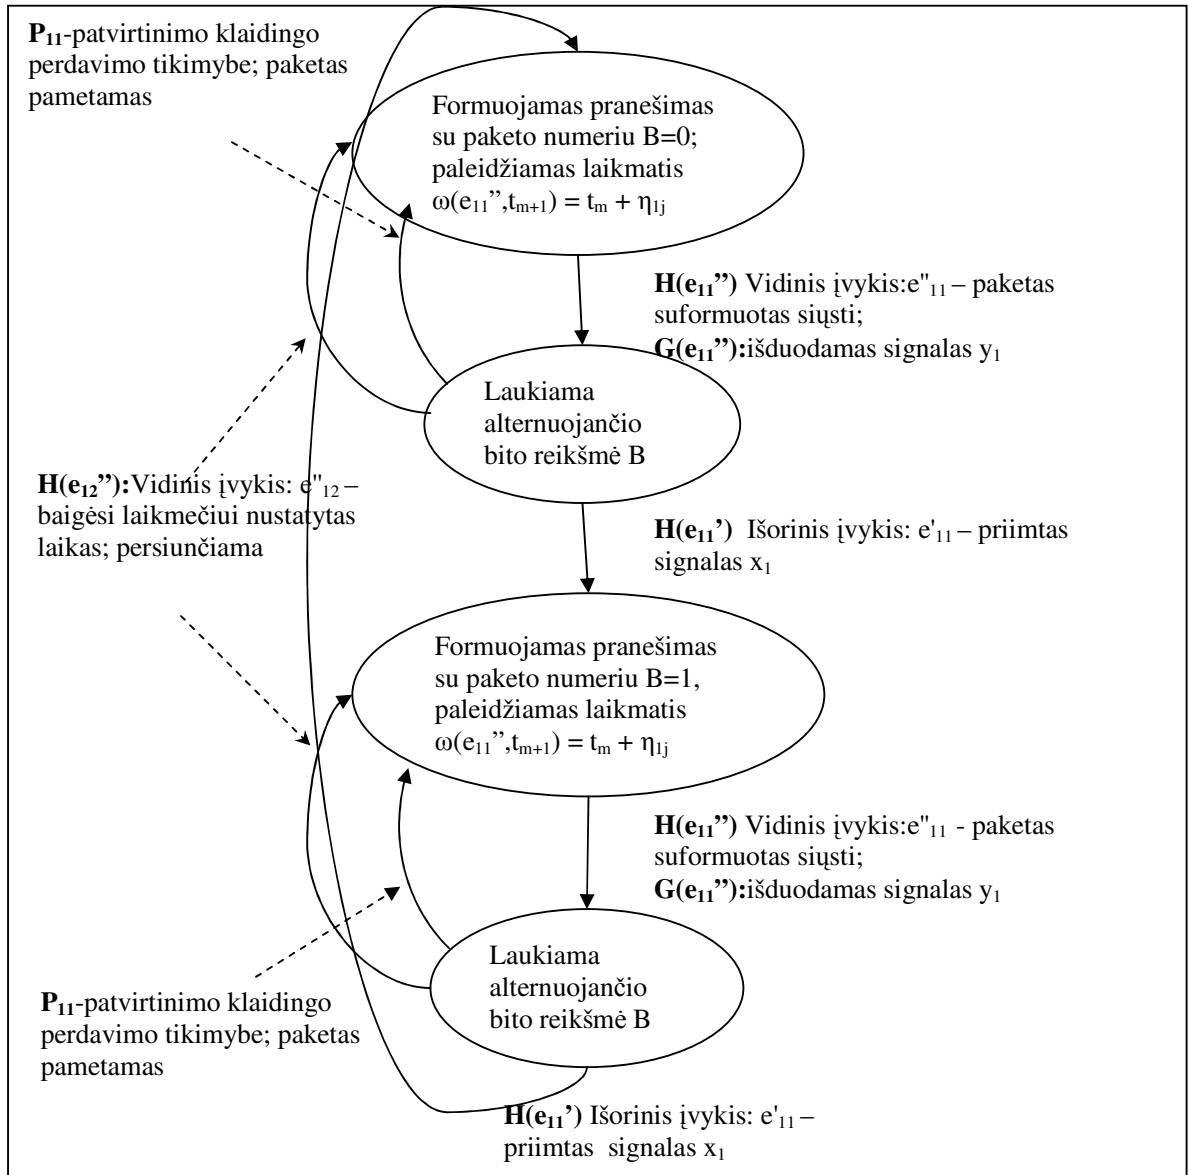 P₁₁-patvirtinimo klaidingo
perdavimo tikimybe; paketas
pametamas
Formuojamas pranešimas
su paketo numeriu B=0;
paleidžiamas laikmatis
ω(e₁₁”,tₘ₊₁) = tₘ + η₁ⱼ
H(e₁₁”) Vidinis įvykis:e"₁₁ – paketas
suformuotas siųsti;
G(e₁₁”):išduodamas signalas y₁
Laukiama
alternuojančio
bito reikšmė B
H(e₁₂”):Vidinis įvykis: e"₁₂ –
baigėsi laikmečiui nustatytas
laikas; persiunčiama
H(e₁₁’) Išorinis įvykis: e'₁₁ – priimtas
signalas x₁
Formuojamas pranešimas
su paketo numeriu B=1,
paleidžiamas laikmatis
ω(e₁₁”,tₘ₊₁) = tₘ + η₁ⱼ
H(e₁₁”) Vidinis įvykis:e"₁₁ - paketas
suformuotas siųsti;
G(e₁₁”):išduodamas signalas y₁
Laukiama
alternuojančio
bito reikšmė B
P₁₁-patvirtinimo klaidingo
perdavimo tikimybe; paketas
pametamas
H(e₁₁’) Išorinis įvykis: e'₁₁ –
priimtas signalas x₁